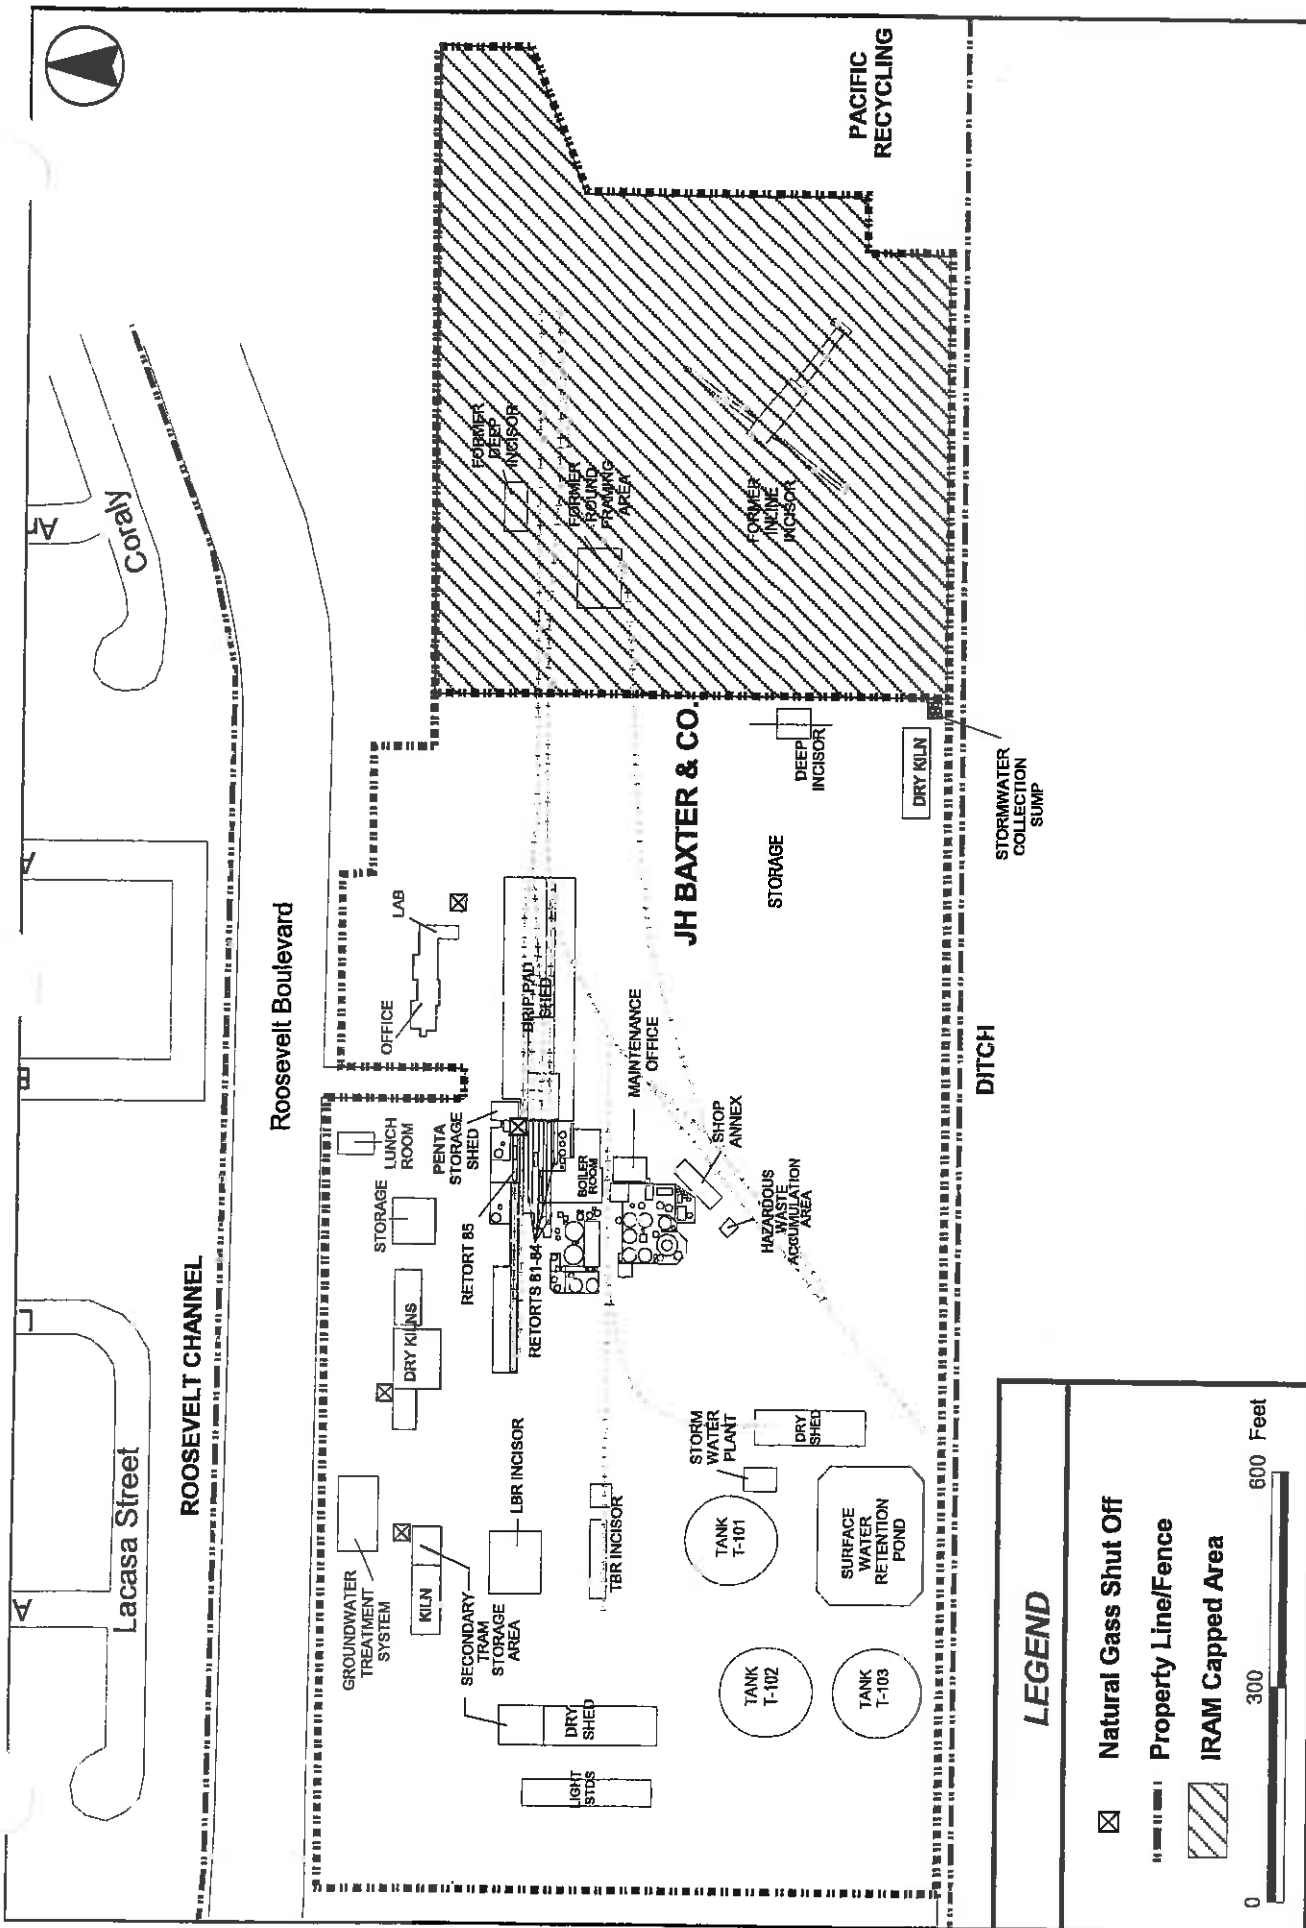 Lacasa Street
A
L
B
A
Coraly
Ar
ROOSEVELT CHANNEL
Roosevelt Boulevard
GROUNDWATER
TREATMENT
SYSTEM
KILN
SECONDARY
TRAM
STORAGE
AREA
LBR INCISOR
TBR INCISOR
LIGHT
STDS
DRY
SHED
DRY KILNS
STORAGE
LUNCH
ROOM
PENTA
STORAGE
SHED
RETORT 85
RETORTS 81-84
BOILER
ROOM
OFFICE
LAB
DRIP PAD
SHED
MAINTENANCE
OFFICE
SHOP
ANNEX
HAZARDOUS
WASTE
ACCUMULATION
AREA
STORM
WATER
PLANT
DRY
SHED
TANK
T-101
TANK
T-102
TANK
T-103
SURFACE
WATER
RETENTION
POND
JH BAXTER & CO.
STORAGE
DEEP
INCISOR
DRY KILN
STORMWATER
COLLECTION
SUMP
DITCH
FORMER
DEEP
INCISOR
FORMER
ROUND
FRAMING
AREA
FORMER
INLINE
INCISOR
PACIFIC
RECYCLING
LEGEND
Natural Gass Shut Off
Property Line/Fence
IRAM Capped Area
0 300 600 Feet